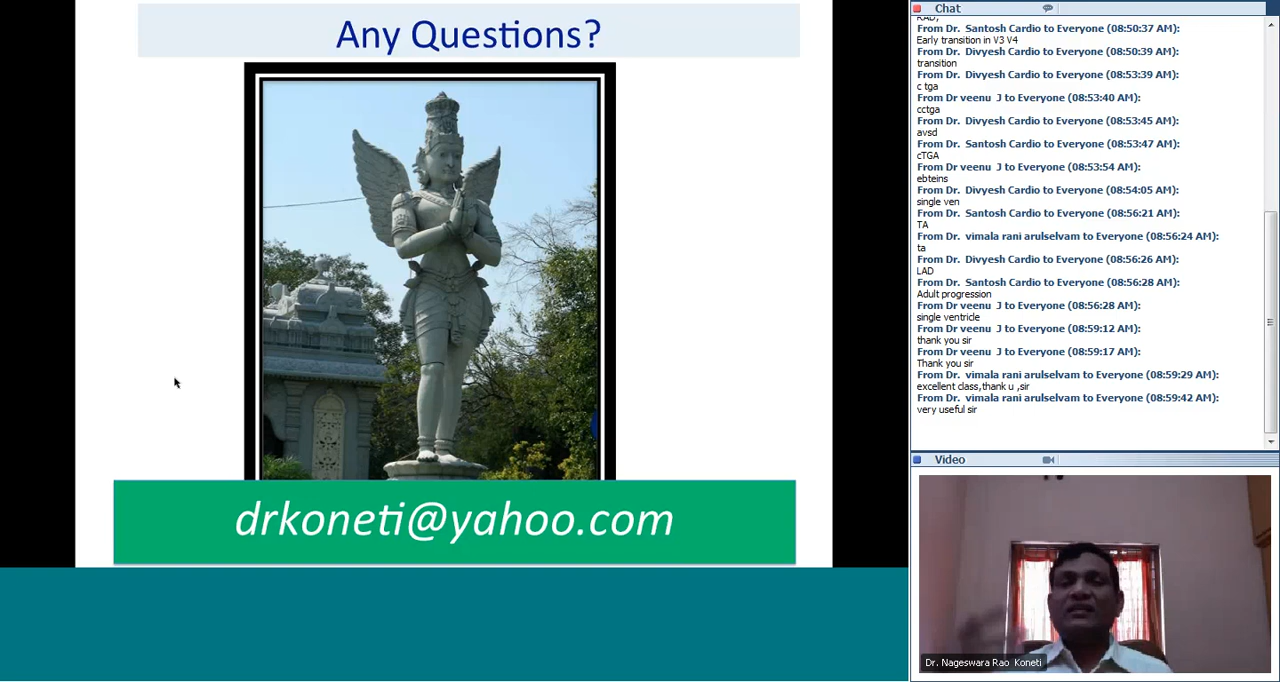 Any Questions?
drkoneti@yahoo.com
Chat
RAD,
From Dr. Santosh Cardio to Everyone (08:50:37 AM):
Early transition in V3 V4
From Dr. Divyesh Cardio to Everyone (08:50:39 AM):
transition
From Dr. Divyesh Cardio to Everyone (08:53:39 AM):
c tga
From Dr veenu J to Everyone (08:53:40 AM):
cctga
From Dr. Divyesh Cardio to Everyone (08:53:45 AM):
avsd
From Dr. Santosh Cardio to Everyone (08:53:47 AM):
cTGA
From Dr veenu J to Everyone (08:53:54 AM):
ebteins
From Dr. Divyesh Cardio to Everyone (08:54:05 AM):
single ven
From Dr. Santosh Cardio to Everyone (08:56:21 AM):
TA
From Dr. vimala rani arulselvam to Everyone (08:56:24 AM):
ta
From Dr. Divyesh Cardio to Everyone (08:56:26 AM):
LAD
From Dr. Santosh Cardio to Everyone (08:56:28 AM):
Adult progression
From Dr veenu J to Everyone (08:56:28 AM):
single ventricle
From Dr veenu J to Everyone (08:59:12 AM):
thank you sir
From Dr veenu J to Everyone (08:59:17 AM):
Thank you sir
From Dr. vimala rani arulselvam to Everyone (08:59:29 AM):
excellent class,thank u ,sir
From Dr. vimala rani arulselvam to Everyone (08:59:42 AM):
very useful sir
Video
Dr. Nageswara Rao Koneti